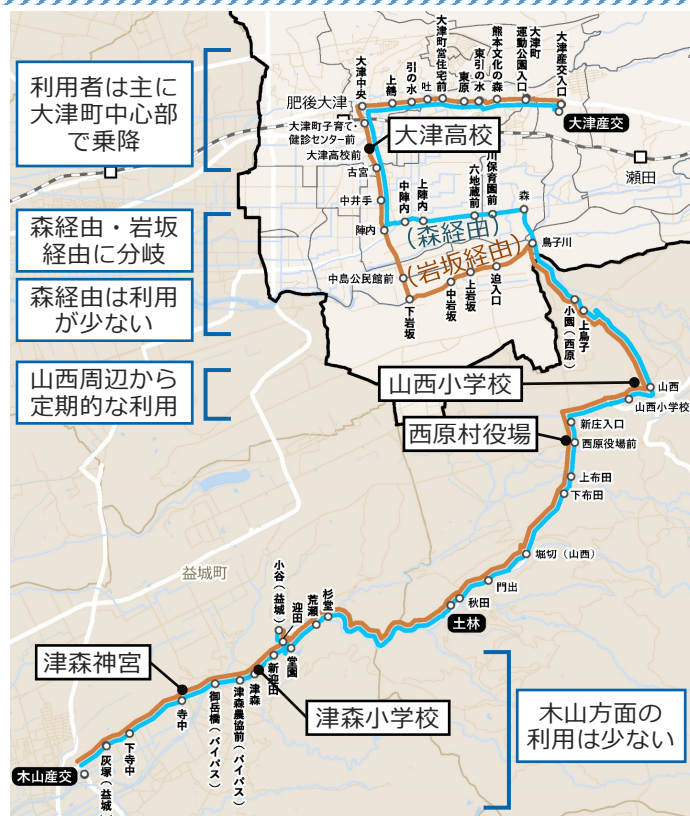 利用者は主に
大津町中心部
で乗降
森経由・岩坂
経由に分岐
森経由は利用
が少ない
山西周辺から
定期的な利用
肥後大津
大津中央
上鶴
引の水
吐
大津町営住宅前
東原
東引の水
熊本文化の森
大津町
運動公園入口
大津産交入口
大津産交
大津町子育て・
健診センター前
大津高校前
大津高校
古宮
中井手
陣内
中陣内
上陣内
六地蔵前
川保育園前
森
瀬田
(森経由)
(岩坂経由)
鳥子川
中島公民館前
下岩坂
中岩坂
上岩坂
迫入口
小園(西原)
上鳥子
山西小学校
山西
山西小学校
西原村役場
新庄入口
西原役場前
上布田
下布田
堀切(山西)
門出
秋田
土林
益城町
小谷(益城)
迎田
荒瀬
杉堂
堂園
新迎田
津森
津森小学校
津森神宮
津森農協前(バイパス)
御岳橋(バイパス)
寺中
下寺中
灰塚(益城)
木山産交
木山方面の
利用は少ない